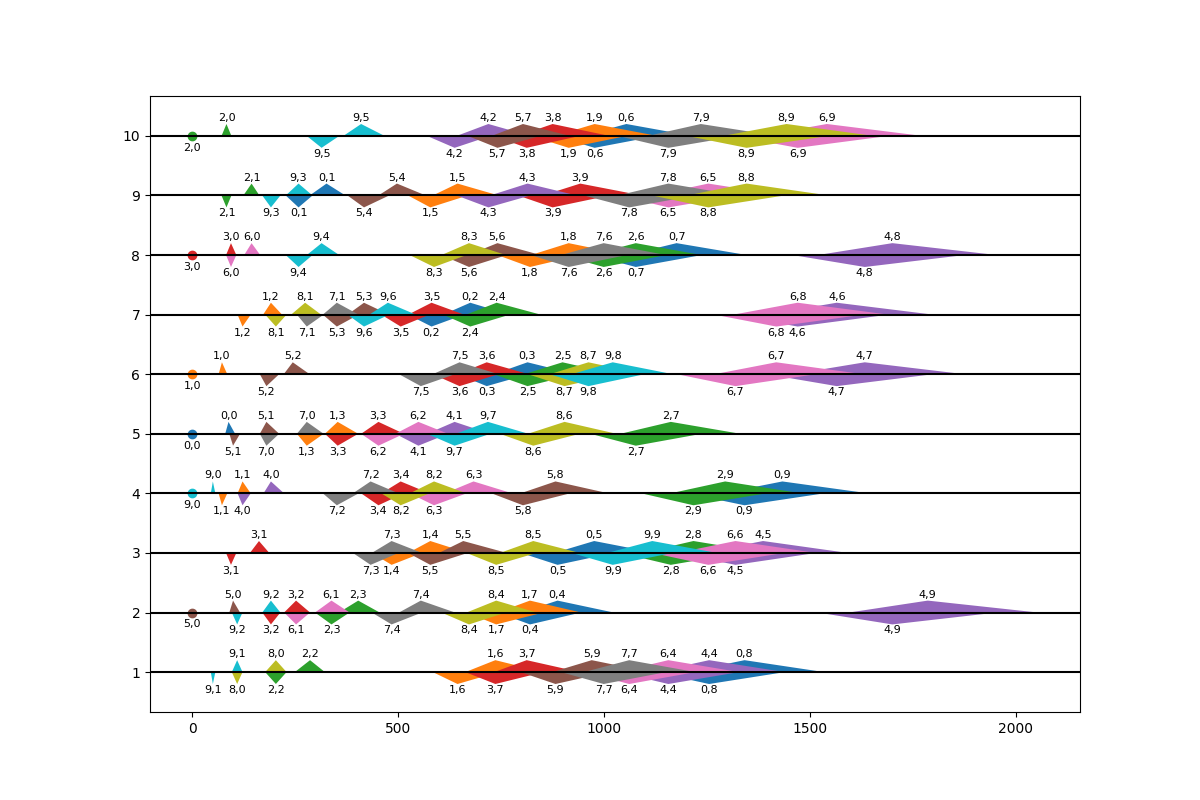 2,0 9,5 4,2 5,7 3,8 1,9 0,6 7,9 8,9 6,9
10
2,0 9,5 4,2 5,7 3,8 1,9 0,6 7,9 8,9 6,9
2,1 9,3 0,1 5,4 1,5 4,3 3,9 7,8 6,5 8,8
9
2,1 9,3 0,1 5,4 1,5 4,3 3,9 7,8 6,5 8,8
3,0 6,0 9,4 8,3 5,6 1,8 7,6 2,6 0,7 4,8
8
3,0 6,0 9,4 8,3 5,6 1,8 7,6 2,6 0,7 4,8
1,2 8,1 7,1 5,3 9,6 3,5 0,2 2,4 6,8 4,6
7
1,2 8,1 7,1 5,3 9,6 3,5 0,2 2,4 6,8 4,6
1,0 5,2 7,5 3,6 0,3 2,5 8,7 9,8 6,7 4,7
6
1,0 5,2 7,5 3,6 0,3 2,5 8,7 9,8 6,7 4,7
0,0 5,1 7,0 1,3 3,3 6,2 4,1 9,7 8,6 2,7
5
0,0 5,1 7,0 1,3 3,3 6,2 4,1 9,7 8,6 2,7
9,0 1,1 4,0 7,2 3,4 8,2 6,3 5,8 2,9 0,9
4
9,0 1,1 4,0 7,2 3,4 8,2 6,3 5,8 2,9 0,9
3,1 7,3 1,4 5,5 8,5 0,5 9,9 2,8 6,6 4,5
3
3,1 7,3 1,4 5,5 8,5 0,5 9,9 2,8 6,6 4,5
5,0 9,2 3,2 6,1 2,3 7,4 8,4 1,7 0,4 4,9
2
5,0 9,2 3,2 6,1 2,3 7,4 8,4 1,7 0,4 4,9
9,1 8,0 2,2 1,6 3,7 5,9 7,7 6,4 4,4 0,8
1
9,1 8,0 2,2 1,6 3,7 5,9 7,7 6,4 4,4 0,8
0 500 1000 1500 2000